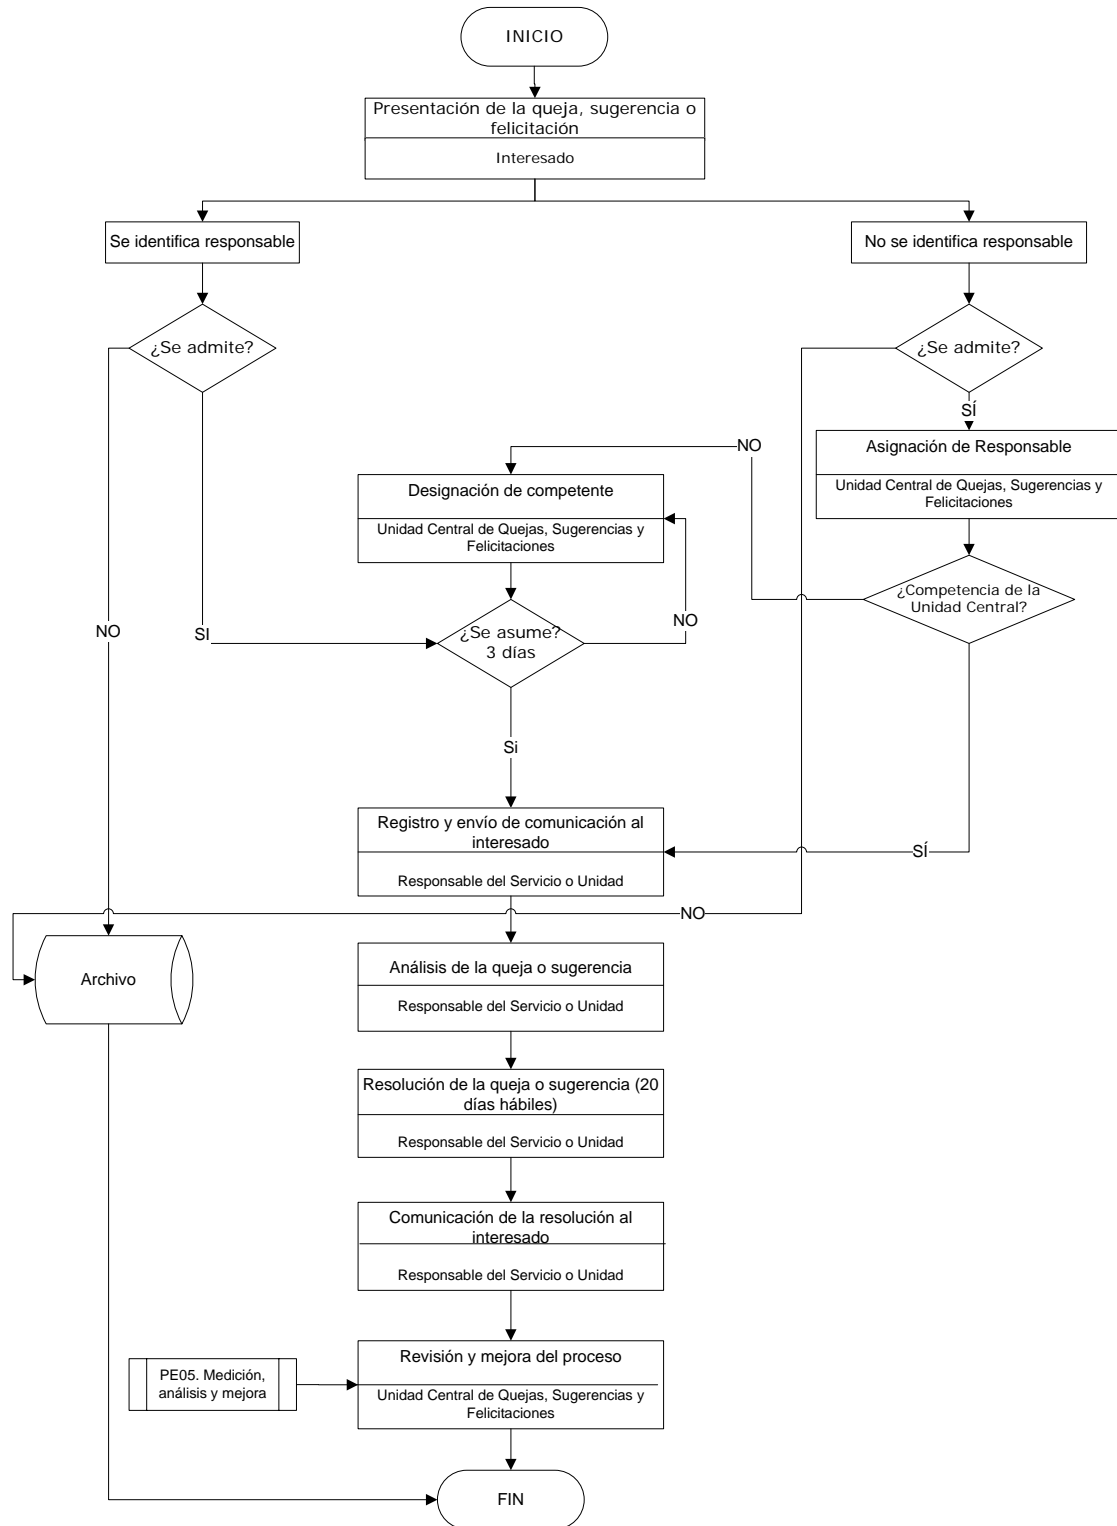 INICIO
Presentación de la queja, sugerencia o
felicitación
Interesado
Se identifica responsable
No se identifica responsable
¿Se admite?
¿Se admite?
SÍ
Asignación de Responsable
Unidad Central de Quejas, Sugerencias y
Felicitaciones
NO
Designación de competente
Unidad Central de Quejas, Sugerencias y
Felicitaciones
¿Competencia de la
Unidad Central?
NO
SI
¿Se asume?
3 días
NO
Si
Registro y envío de comunicación al
interesado
Responsable del Servicio o Unidad
SÍ
NO
Archivo
Análisis de la queja o sugerencia
Responsable del Servicio o Unidad
Resolución de la queja o sugerencia (20
días hábiles)
Responsable del Servicio o Unidad
Comunicación de la resolución al
interesado
Responsable del Servicio o Unidad
Revisión y mejora del proceso
Unidad Central de Quejas, Sugerencias y
Felicitaciones
PE05. Medición,
análisis y mejora
FIN